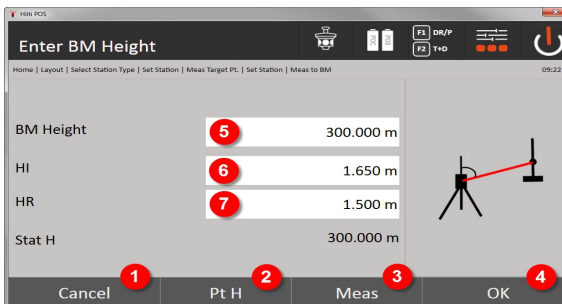 Hilti POS
Enter BM Height
POC
POS
F1 DR/P
F2 T+D
Home | Layout | Select Station Type | Set Station | Meas Target Pt. | Set Station | Meas to BM
09:22
BM Height 5 300.000 m
HI 6 1.650 m
HR 7 1.500 m
Stat H 300.000 m
1 2 3 4
Cancel Pt H Meas OK